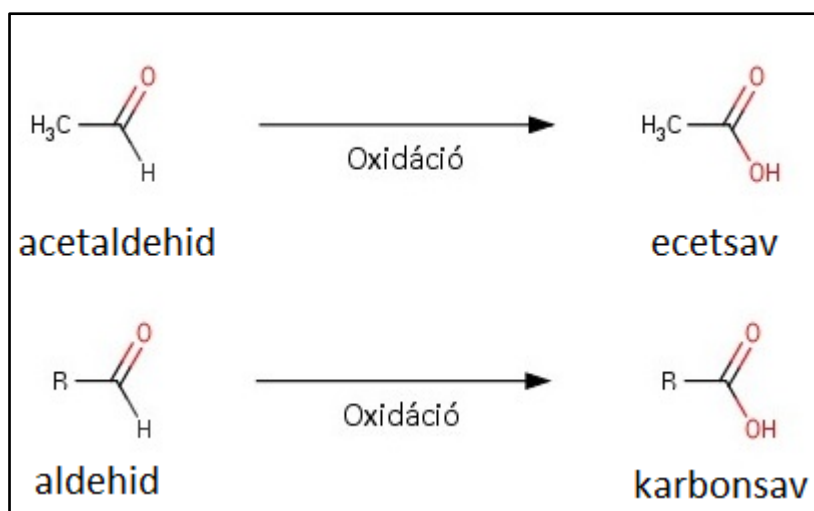 O
O
H₃C
H₃C
Oxidáció
H
OH
acetaldehid
ecetsav
O
O
R
R
Oxidáció
H
OH
aldehid
karbonsav